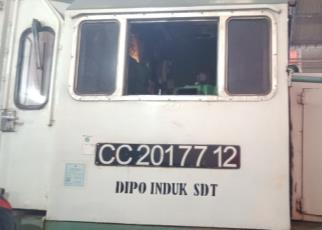 CC 201 77 12
DIPO INDUK SDT